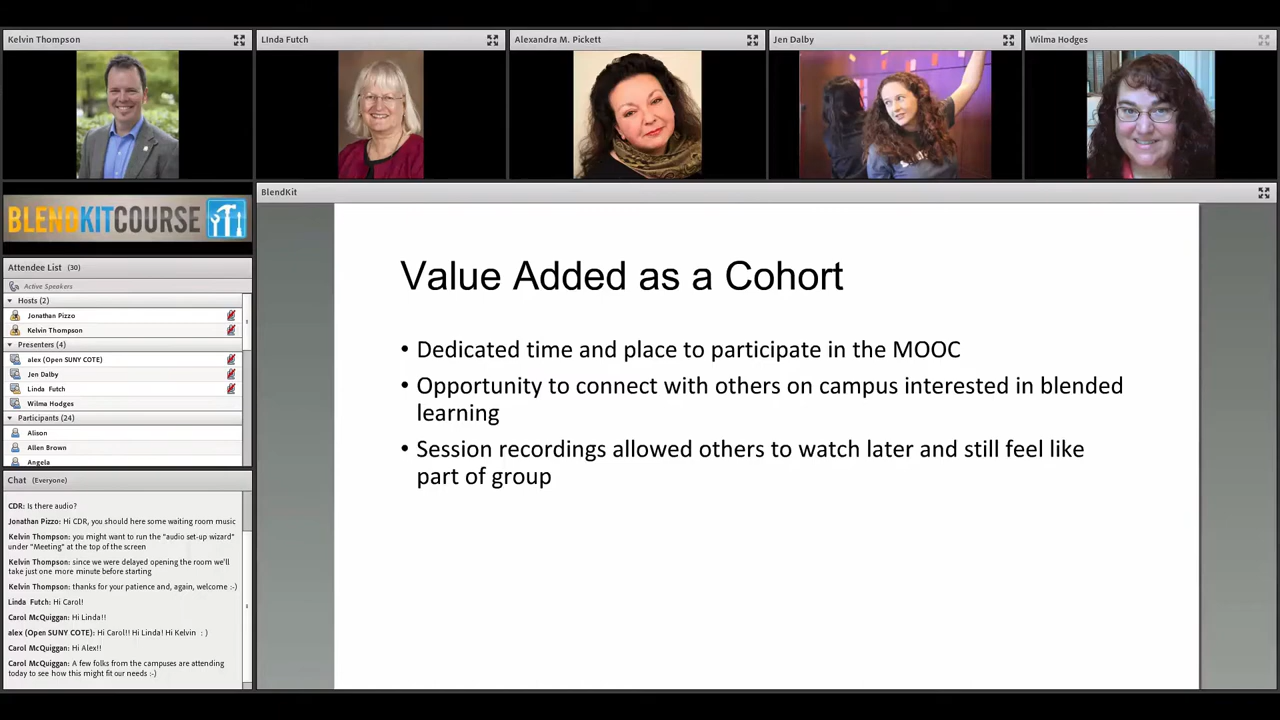 Kelvin Thompson
LInda Futch
Alexandra M. Pickett
Jen Dalby
Wilma Hodges
BLENDKITCOURSE
Attendee List (30)
Active Speakers
Hosts (2)
Jonathan Pizzo
Kelvin Thompson
Presenters (4)
alex (Open SUNY COTE)
Jen Dalby
Linda Futch
Wilma Hodges
Participants (24)
Alison
Allen Brown
Angela
Chat (Everyone)
CDR: Is there audio?
Jonathan Pizzo: Hi CDR, you should here some waiting room music
Kelvin Thompson: you might want to run the "audio set-up wizard"
under "Meeting" at the top of the screen
Kelvin Thompson: since we were delayed opening the room we'll
take just one more minute before starting
Kelvin Thompson: thanks for your patience and, again, welcome :-)
Linda Futch: Hi Carol!
Carol McQuiggan: Hi Linda!!
alex (Open SUNY COTE): Hi Carol!! Hi Linda! Hi Kelvin : )
Carol McQuiggan: Hi Alex!!
Carol McQuiggan: A few folks from the campuses are attending
today to see how this might fit our needs :-)
BlendKit
Value Added as a Cohort
• Dedicated time and place to participate in the MOOC
• Opportunity to connect with others on campus interested in blended
learning
• Session recordings allowed others to watch later and still feel like
part of group